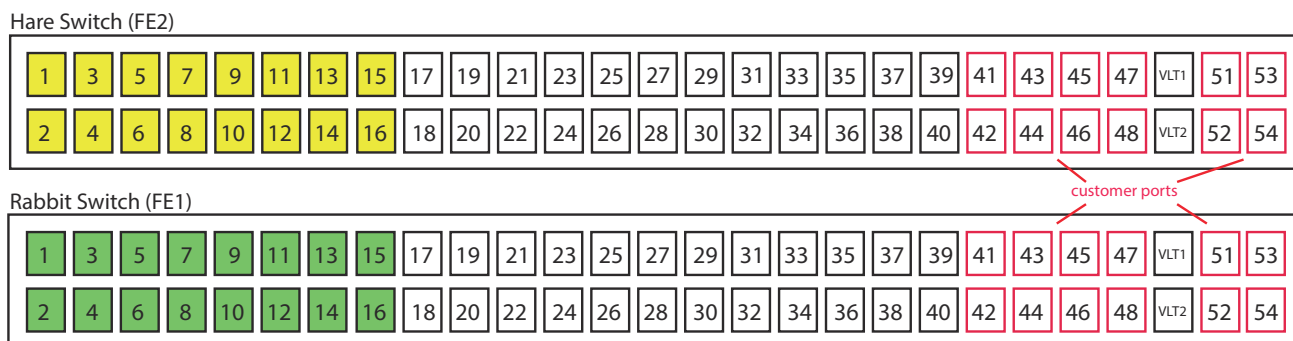 Hare Switch (FE2)
1 3 5 7 9 11 13 15 17 19 21 23 25 27 29 31 33 35 37 39 41 43 45 47 VLT1 51 53
2 4 6 8 10 12 14 16 18 20 22 24 26 28 30 32 34 36 38 40 42 44 46 48 VLT2 52 54
customer ports
Rabbit Switch (FE1)
1 3 5 7 9 11 13 15 17 19 21 23 25 27 29 31 33 35 37 39 41 43 45 47 VLT1 51 53
2 4 6 8 10 12 14 16 18 20 22 24 26 28 30 32 34 36 38 40 42 44 46 48 VLT2 52 54